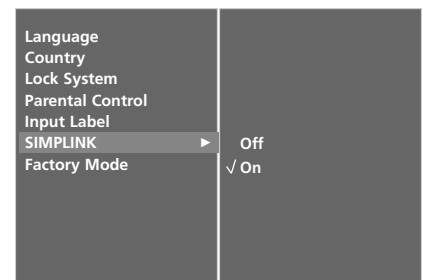 Language
Country
Lock System
Parental Control
Input Label
SIMPLINK ►
Factory Mode
Off
√ On